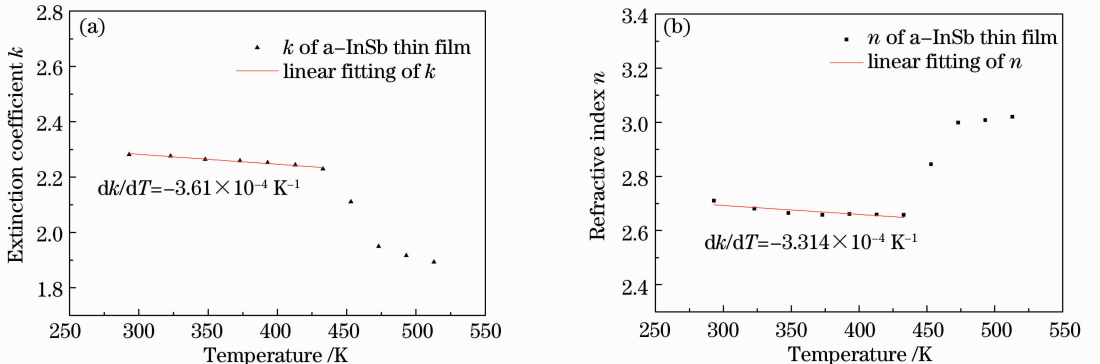 (a)
k of a-InSb thin film
linear fitting of k
dk/dT=-3.61×10⁻⁴ K⁻¹
Extinction coefficient k
2.8
2.6
2.4
2.2
2.0
1.8
250 300 350 400 450 500 550
Temperature /K
(b)
n of a-InSb thin film
linear fitting of n
dk/dT=-3.314×10⁻⁴ K⁻¹
Refractive index n
3.4
3.2
3.0
2.8
2.6
2.4
250 300 350 400 450 500 550
Temperature /K